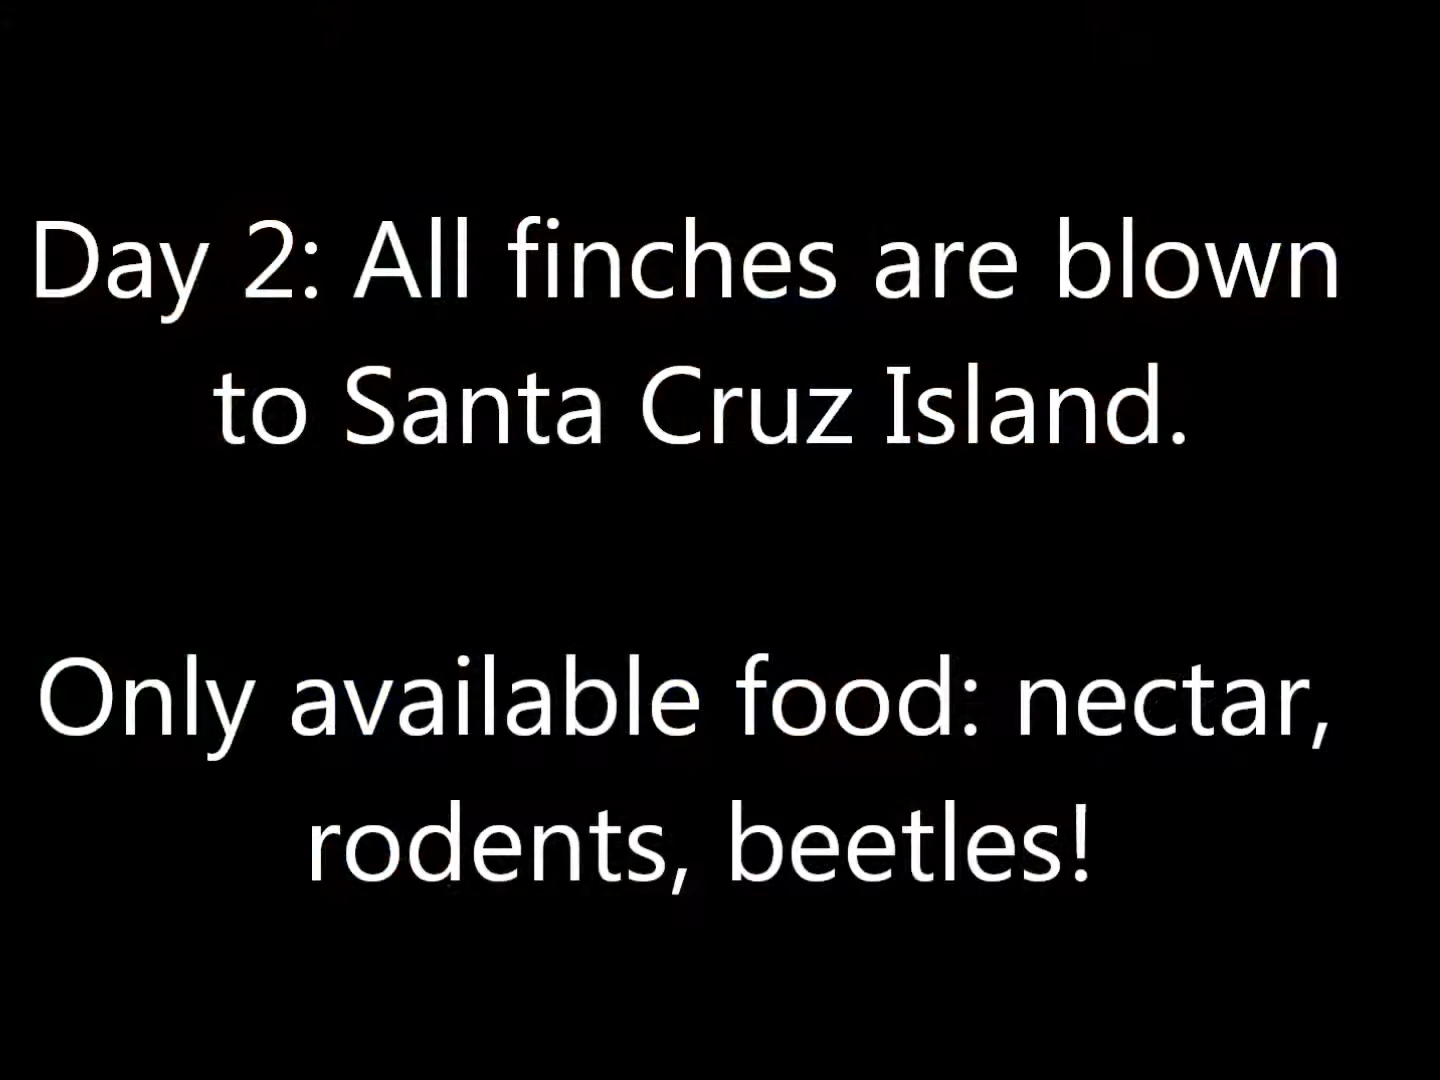 Day 2: All finches are blown
to Santa Cruz Island.
Only available food: nectar,
rodents, beetles!